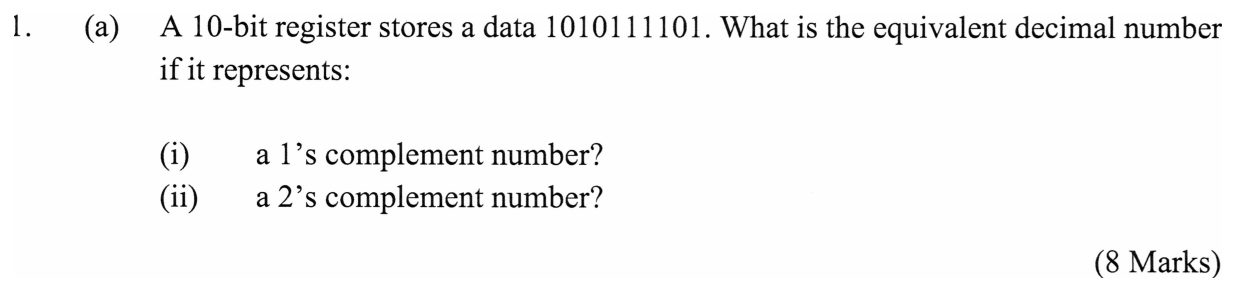 1. (a) A 10-bit register stores a data 1010111101. What is the equivalent decimal number
if it represents:
(i) a 1’s complement number?
(ii) a 2’s complement number?
(8 Marks)